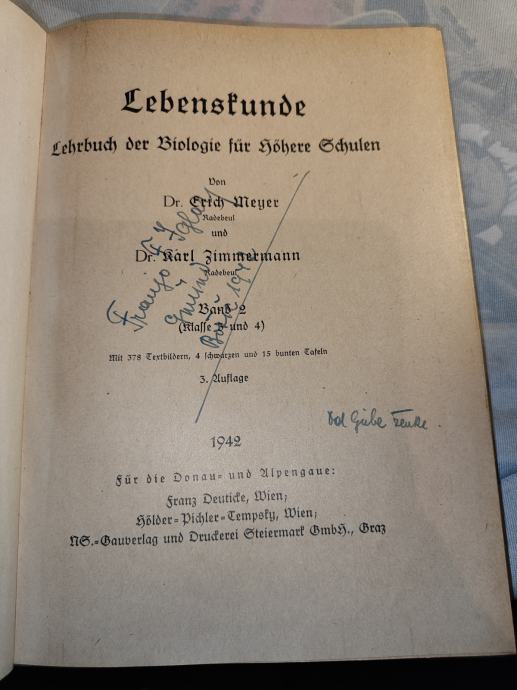 Lebenskunde
Lehrbuch der Biologie für Höhere Schulen
Von
Dr. Erich Meyer
Radebeul
und
Dr. Karl Zimmermann
Radebeul
Band 2
(Klasse 3 und 4)
Mit 378 Textbildern, 4 schwarzen und 15 bunten Tafeln
3. Auflage
1942
Für die Donau- und Alpengaue:
Franz Deuticke, Wien;
Hölder-Pichler-Tempsky, Wien;
NS.-Gauverlag und Druckerei Steiermark GmbH., Graz